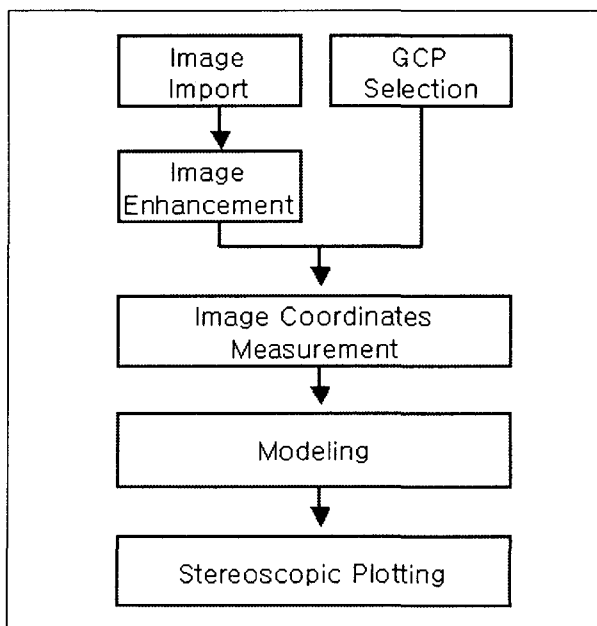 Image
Import
GCP
Selection
Image
Enhancement
Image Coordinates
Measurement
Modeling
Stereoscopic Plotting